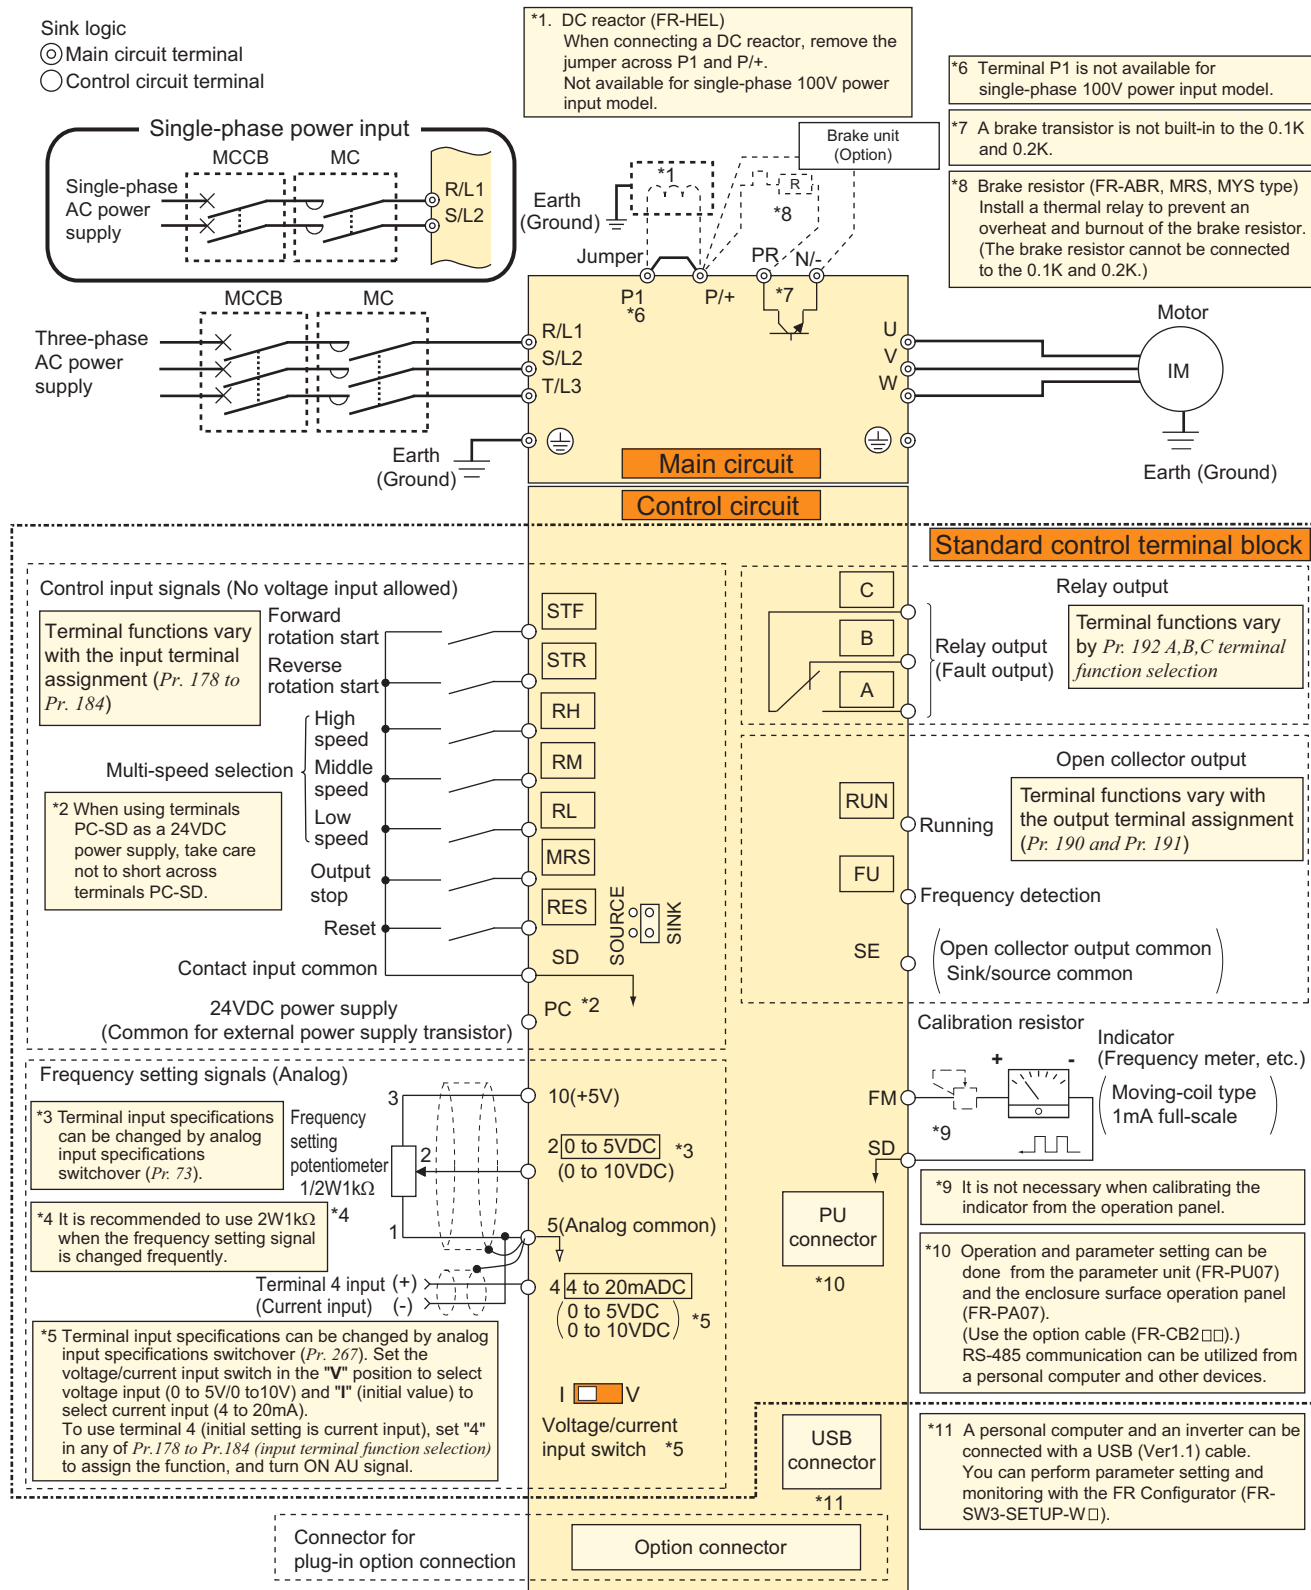 Sink logic
Main circuit terminal
Control circuit terminal
*1. DC reactor (FR-HEL)
When connecting a DC reactor, remove the
jumper across P1 and P/+.
Not available for single-phase 100V power
input model.
*6 Terminal P1 is not available for
single-phase 100V power input model.
*7 A brake transistor is not built-in to the 0.1K
and 0.2K.
*8 Brake resistor (FR-ABR, MRS, MYS type)
Install a thermal relay to prevent an
overheat and burnout of the brake resistor.
(The brake resistor cannot be connected
to the 0.1K and 0.2K.)
Single-phase power input
MCCB
MC
Single-phase
AC power
supply
R/L1
S/L2
Brake unit
(Option)
*1
R
*8
Earth
(Ground)
Jumper
PR
N/-
P1
*6
P/+
*7
MCCB
MC
Three-phase
AC power
supply
R/L1
S/L2
T/L3
U
V
W
Motor
IM
Earth
(Ground)
Earth (Ground)
Main circuit
Control circuit
Standard control terminal block
Control input signals (No voltage input allowed)
Terminal functions vary
with the input terminal
assignment (Pr. 178 to
Pr. 184)
Forward
rotation start
Reverse
rotation start
High
speed
Multi-speed selection
Middle
speed
Low
speed
Output
stop
Reset
Contact input common
24VDC power supply
(Common for external power supply transistor)
*2 When using terminals
PC-SD as a 24VDC
power supply, take care
not to short across
terminals PC-SD.
STF
STR
RH
RM
RL
MRS
RES
SD
PC *2
SOURCE
SINK
C
B
A
Relay output
Relay output
(Fault output)
Terminal functions vary
by Pr. 192 A,B,C terminal
function selection
Open collector output
RUN
Running
Terminal functions vary with
the output terminal assignment
(Pr. 190 and Pr. 191)
FU
Frequency detection
SE
Open collector output common
Sink/source common
Calibration resistor
Indicator
(Frequency meter, etc.)
+
-
Moving-coil type
1mA full-scale
FM
*9
SD
Frequency setting signals (Analog)
*3 Terminal input specifications
can be changed by analog
input specifications
switchover (Pr. 73).
*4 It is recommended to use 2W1kΩ
when the frequency setting signal
is changed frequently.
Frequency
setting
potentiometer
1/2W1kΩ
*4
3
2
1
10(+5V)
2 0 to 5VDC *3
(0 to 10VDC)
5(Analog common)
Terminal 4 input (+)
(Current input) (-)
4 4 to 20mADC
0 to 5VDC
0 to 10VDC
*5
*5 Terminal input specifications can be changed by analog
input specifications switchover (Pr. 267). Set the
voltage/current input switch in the "V" position to select
voltage input (0 to 5V/0 to10V) and "I" (initial value) to
select current input (4 to 20mA).
To use terminal 4 (initial setting is current input), set "4"
in any of Pr.178 to Pr.184 (input terminal function selection)
to assign the function, and turn ON AU signal.
I
V
Voltage/current
input switch *5
PU
connector
*10
*9 It is not necessary when calibrating the
indicator from the operation panel.
*10 Operation and parameter setting can be
done from the parameter unit (FR-PU07)
and the enclosure surface operation panel
(FR-PA07).
(Use the option cable (FR-CB2□□).)
RS-485 communication can be utilized from
a personal computer and other devices.
USB
connector
*11
*11 A personal computer and an inverter can be
connected with a USB (Ver1.1) cable.
You can perform parameter setting and
monitoring with the FR Configurator (FR-
SW3-SETUP-W□).
Connector for
plug-in option connection
Option connector